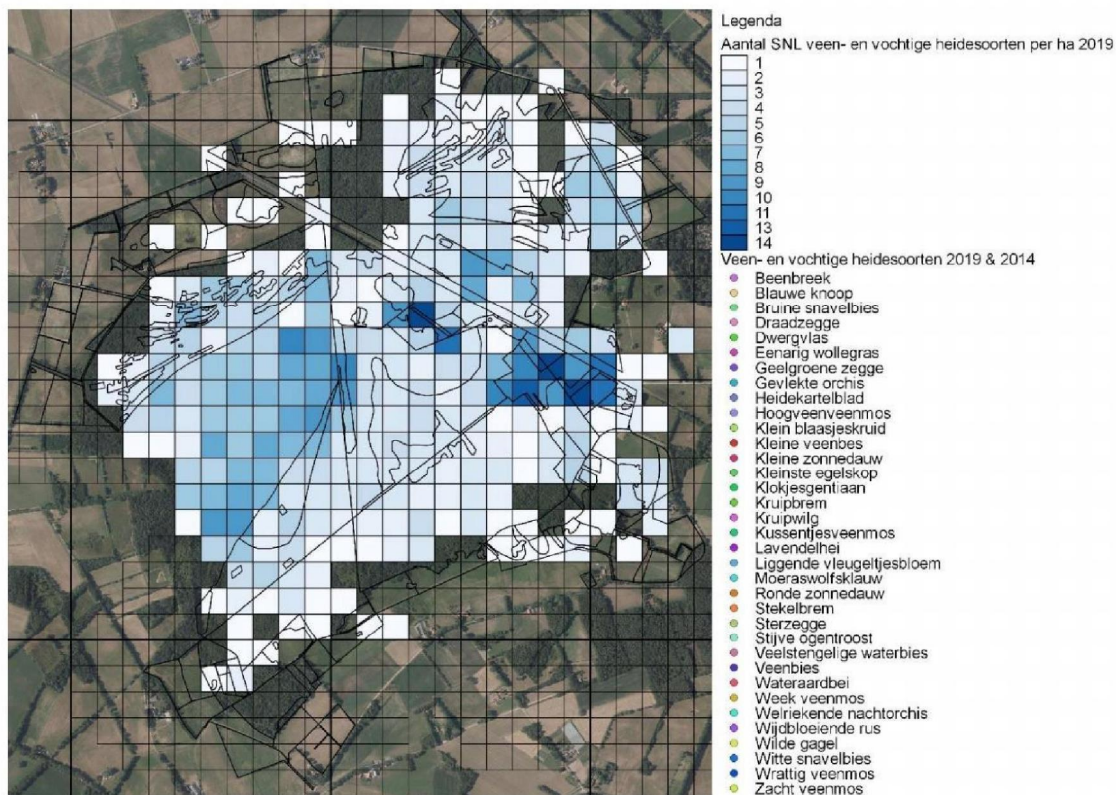 Legenda
Aantal SNL veen- en vochtige heidesoorten per ha 2019
1
2
3
4
5
7
8
9
10
11
13
14
Veen- en vochtige heidesoorten 2019 & 2014
Beenbreek
Blauwe knoop
Bruine snavelbies
Draadzegge
Dwergvlas
Eenarig wollegras
Geelgroene zegge
Gevlekte orchis
Heidekartelblad
Hoogveenveenmos
Klein blaasjeskruid
Kleine veenbes
Kleine zonnedauw
Kleinste egelskop
Klokjesgentiaan
Kruipbrem
Kruipwilg
Kussentjesveenmos
Lavendelhei
Liggende vleugeltjesbloem
Moeraswolfsklauw
Ronde zonnedauw
Stekelbrem
Sterzegge
Stijve ogentroost
Veelstengelige waterbies
Veenbies
Wateraardbei
Week veenmos
Welriekende nachtorchis
Wijdbloeiende rus
Wilde gagel
Witte snavelbies
Wrattig veenmos
Zacht veenmos